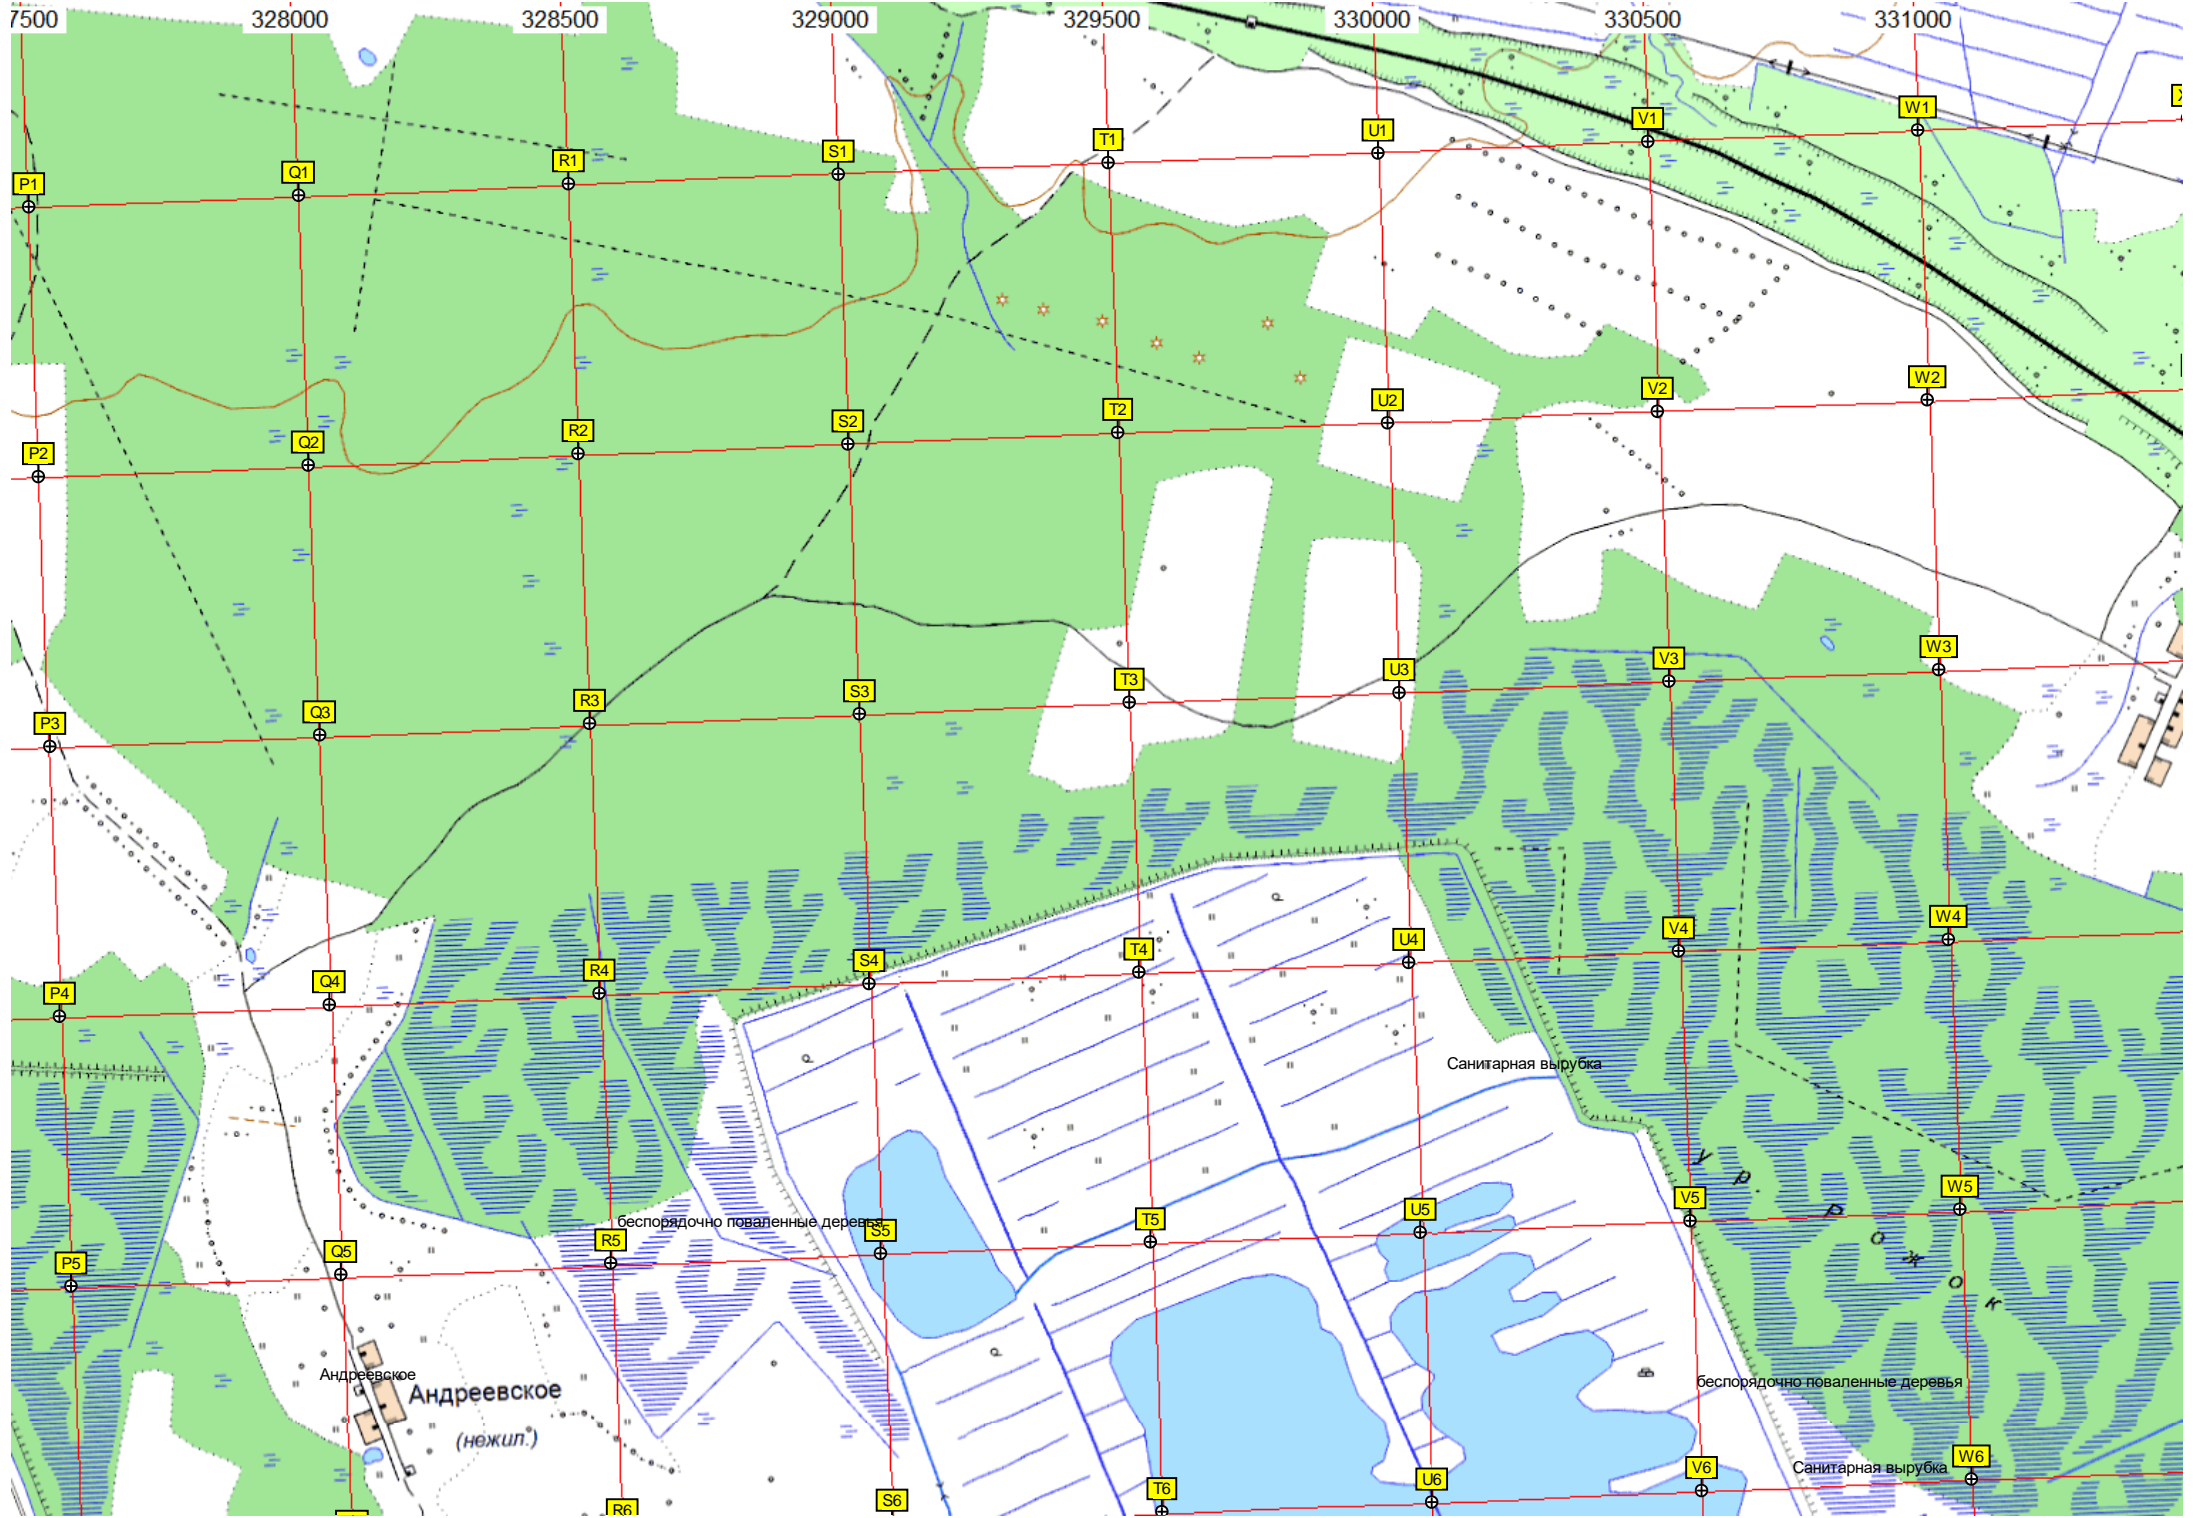 7500 328000 328500 329000 329500 330000 330500 331000
P1 Q1 R1 S1 T1 U1 V1 W1
P2 Q2 R2 S2 T2 U2 V2 W2
P3 Q3 R3 S3 T3 U3 V3 W3
P4 Q4 R4 S4 T4 U4 V4 W4
Санитарная вырубка
ур. Рожок
беспорядочно поваленные деревья
P5 Q5 R5 S5 T5 U5 V5 W5
Андреевское
Андреевское
(нежил.)
беспорядочно поваленные деревья
Санитарная вырубка
R6 S6 T6 U6 V6 W6